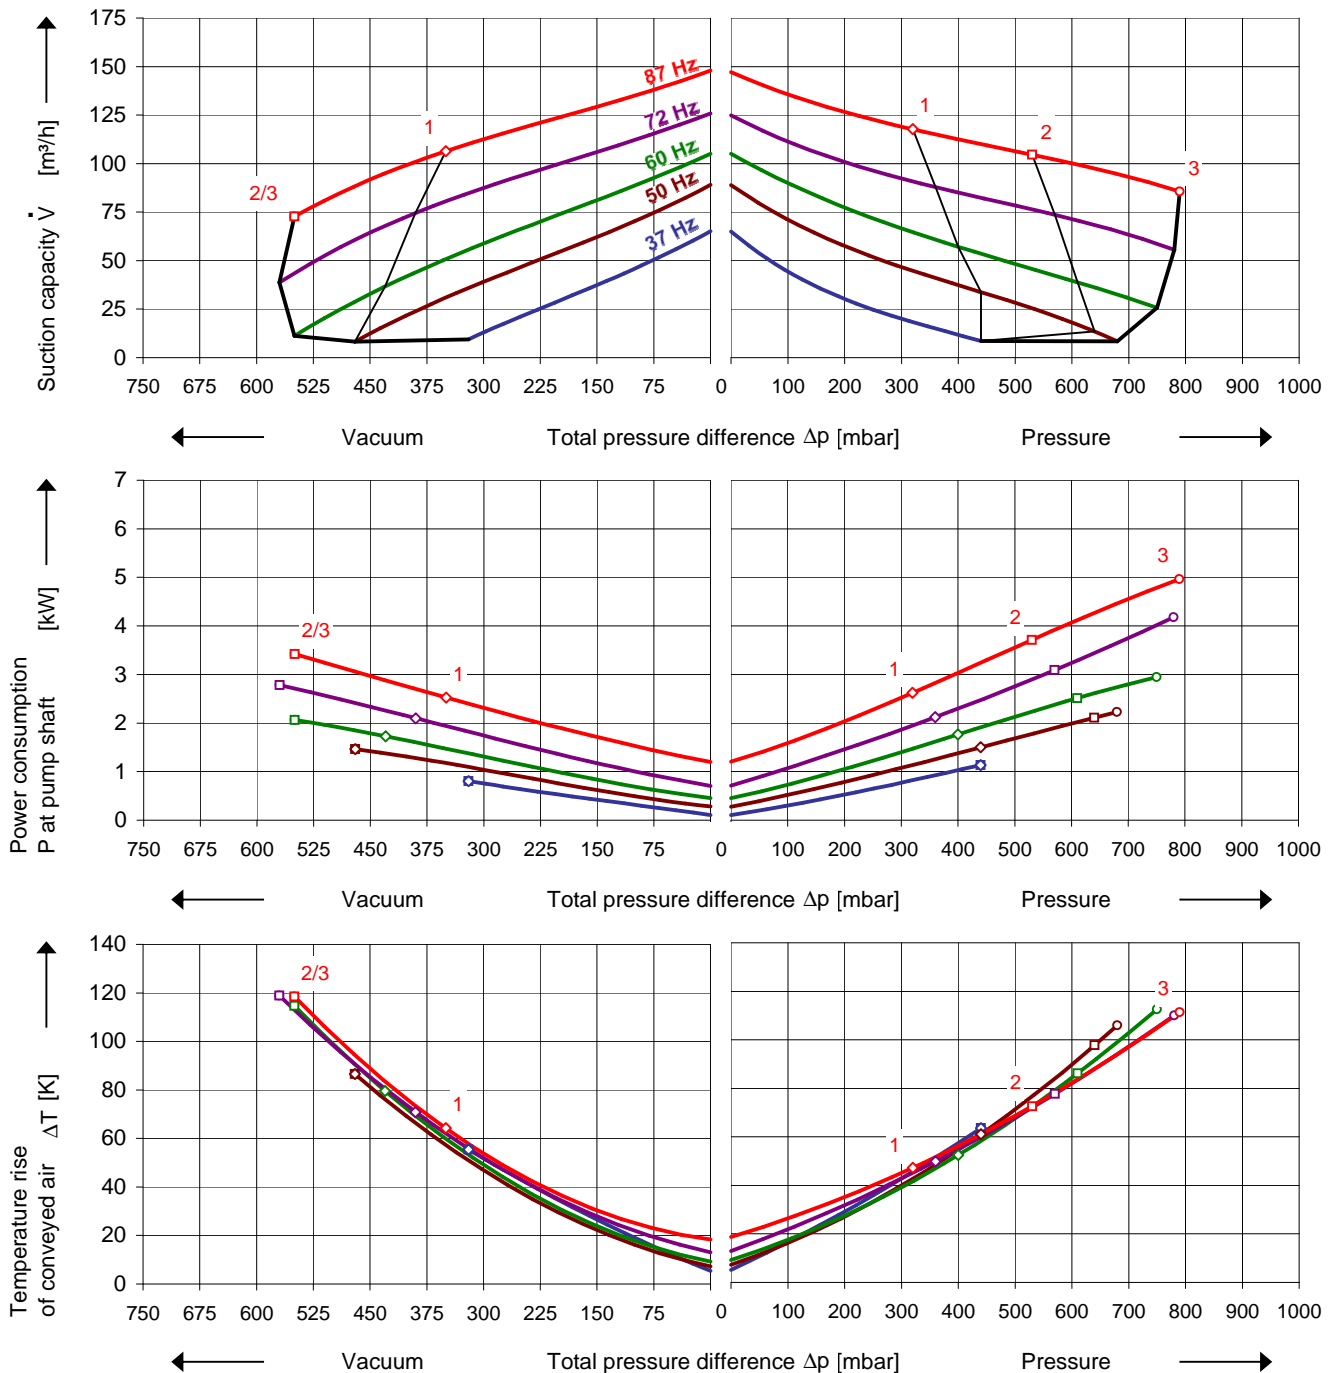 175
150
125
100
75
50
25
0
Suction capacity V̇ [m³/h]
87 Hz
72 Hz
60 Hz
50 Hz
37 Hz
1
2/3
1
2
3
750 600 525 450 375 300 225 150 75 0 100 200 300 400 500 600 700 800 900 1000
Vacuum Total pressure difference Δp [mbar] Pressure
7
6
5
4
3
2
1
0
Power consumption
P at pump shaft [kW]
2/3
1
1
2
3
750 600 525 450 375 300 225 150 75 0 100 200 300 400 500 600 700 800 900 1000
Vacuum Total pressure difference Δp [mbar] Pressure
140
120
100
80
60
40
20
0
Temperature rise
of conveyed air ΔT [K]
2/3
1
1
2
3
750 600 525 450 375 300 225 150 75 0 100 200 300 400 500 600 700 800 900 1000
Vacuum Total pressure difference Δp [mbar] Pressure